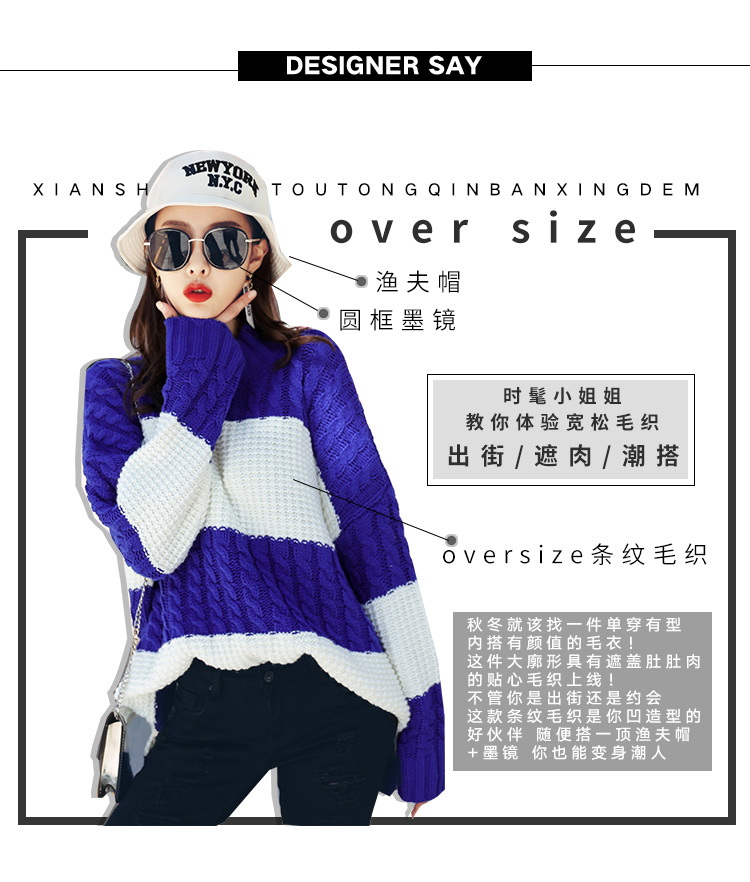 DESIGNER SAY
NEWYORK
N.Y.C
XIANSH TOUTONGQINBANXINGDEM
over size
渔夫帽
圆框墨镜
时髦小姐姐
教你体验宽松毛织
出街/遮肉/潮搭
oversize条纹毛织
秋冬就该找一件单穿有型
内搭有颜值的毛衣!
这件大廓形具有遮盖肚肚肉
的贴心毛织上线!
不管你是出街还是约会
这款条纹毛织是你凹造型的
好伙伴 随便搭一顶渔夫帽
+墨镜 你也能变身潮人